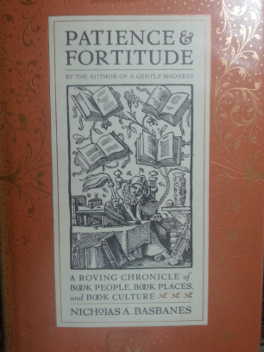 PATIENCE &
FORTITUDE
BY THE AUTHOR OF A GENTLE MADNESS
A ROVING CHRONICLE of
BOOK PEOPLE, BOOK PLACES,
and BOOK CULTURE
NICHOLAS A. BASBANES